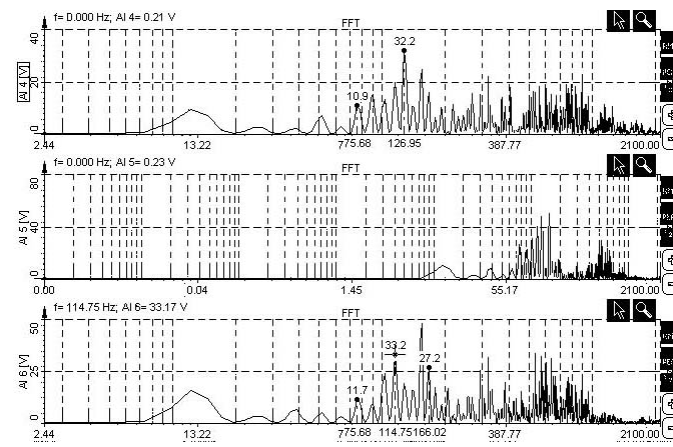 f= 0.000 Hz; AI 4= 0.21 V
FFT
40
32.2
20
10.9
AI 4 [V]
0
2.44 13.22 775.68 126.95 387.77 2100.00
f= 0.000 Hz; AI 5= 0.23 V
FFT
80
40
AI 5 [V]
0
0.00 0.04 1.45 55.17 2100.00
f= 114.75 Hz; AI 6= 33.17 V
FFT
50
33.2
27.2
25
11.7
AI 6 [V]
0
2.44 13.22 775.68 114.75 166.02 387.77 2100.00